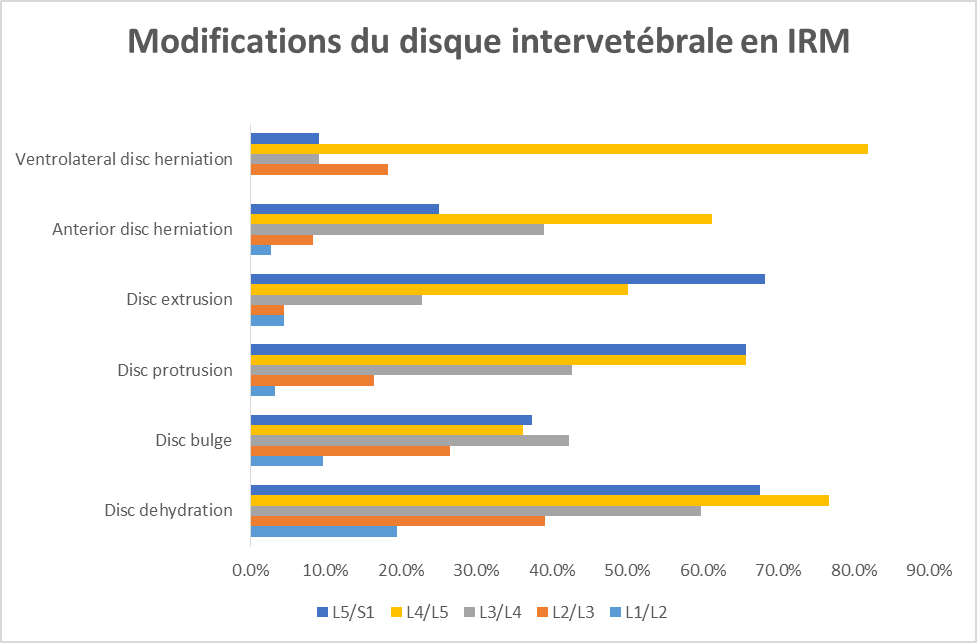 Modifications du disque intervetébrale en IRM
Ventrolateral disc herniation
Anterior disc herniation
Disc extrusion
Disc protrusion
Disc bulge
Disc dehydration
0.0% 10.0% 20.0% 30.0% 40.0% 50.0% 60.0% 70.0% 80.0% 90.0%
L5/S1 L4/L5 L3/L4 L2/L3 L1/L2